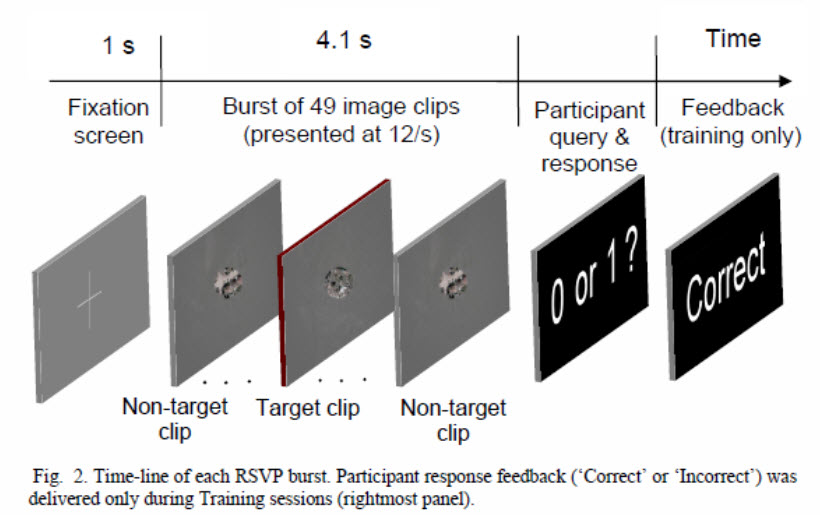 1 s
4.1 s
Time
Fixation
screen
Burst of 49 image clips
(presented at 12/s)
Participant
query &
response
Feedback
(training only)
0 or 1 ?
Correct
. . .
. . .
Non-target
clip
Target clip
Non-target
clip
Fig. 2. Time-line of each RSVP burst. Participant response feedback (‘Correct’ or ‘Incorrect’) was
delivered only during Training sessions (rightmost panel).